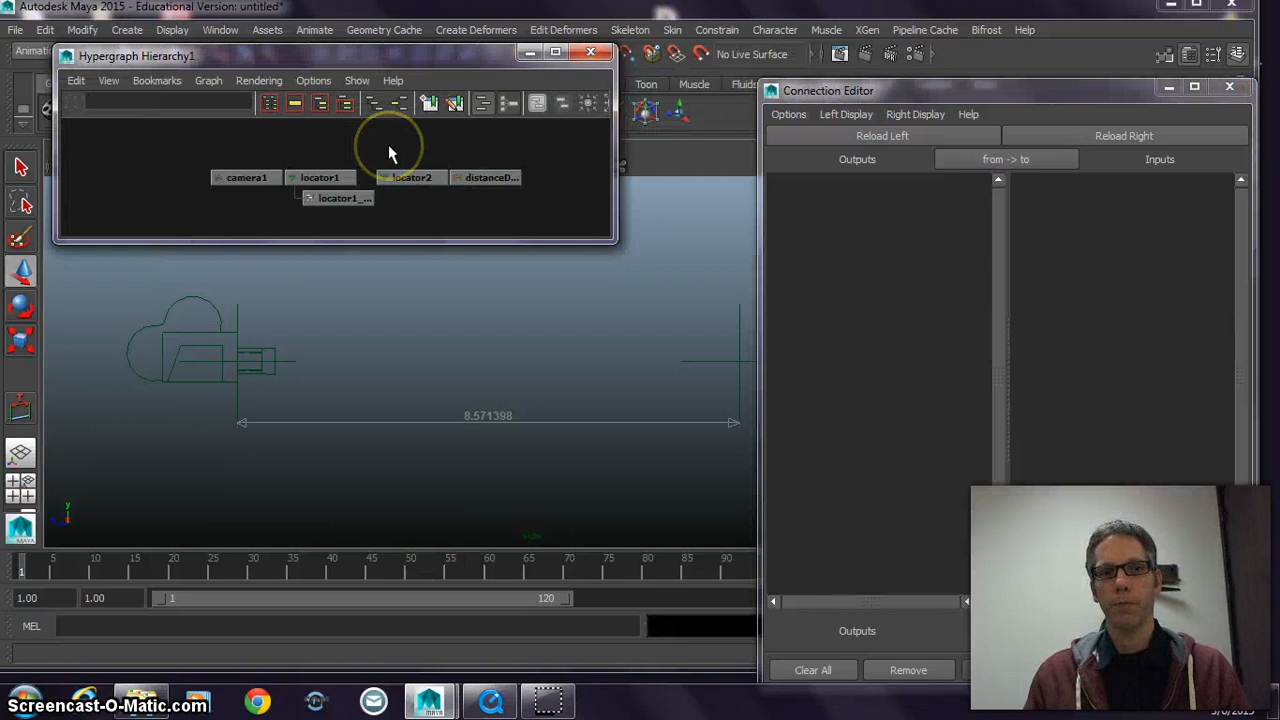 Autodesk Maya 2015 - Educational Version: untitled*
File Edit Modify Create Display Window Assets Animate Geometry Cache Create Deformers Edit Deformers Skeleton Skin Constrain Character Muscle XGen Pipeline Cache Bifrost Help
No Live Surface
Hypergraph Hierarchy1
Edit View Bookmarks Graph Rendering Options Show Help
camera1 locator1 locator2 distanceD...
locator1_...
Toon Muscle
Connection Editor
Options Left Display Right Display Help
Reload Left Reload Right
Outputs from -> to Inputs
8.571398
y
side
5 10 15 20 25 30 35 40 45 50 55 60 65 70 75 80 85 90
1
1.00 1.00 1 120
MEL
Outputs
Clear All Remove
Screencast-O-Matic.com